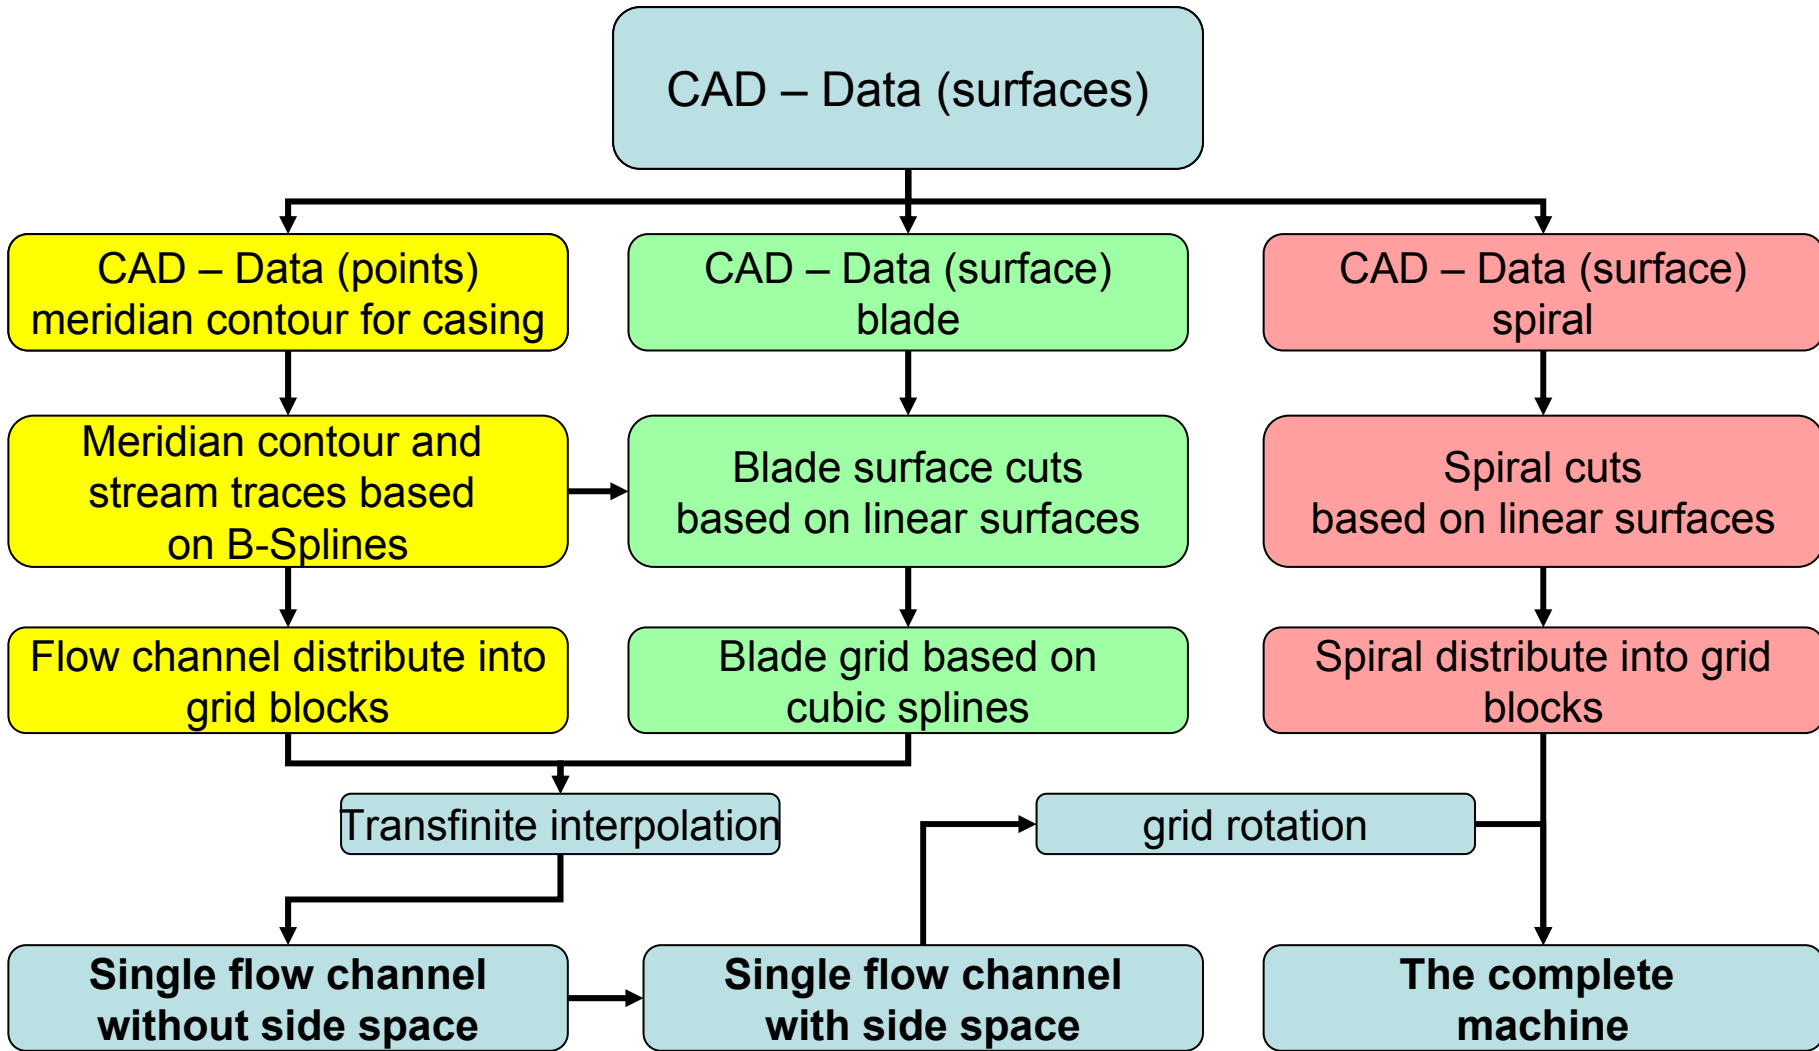 CAD – Data (surfaces)
CAD – Data (points)
meridian contour for casing
CAD – Data (surface)
blade
CAD – Data (surface)
spiral
Meridian contour and
stream traces based
on B-Splines
Blade surface cuts
based on linear surfaces
Spiral cuts
based on linear surfaces
Flow channel distribute into
grid blocks
Blade grid based on
cubic splines
Spiral distribute into grid
blocks
Transfinite interpolation
grid rotation
Single flow channel
without side space
Single flow channel
with side space
The complete
machine